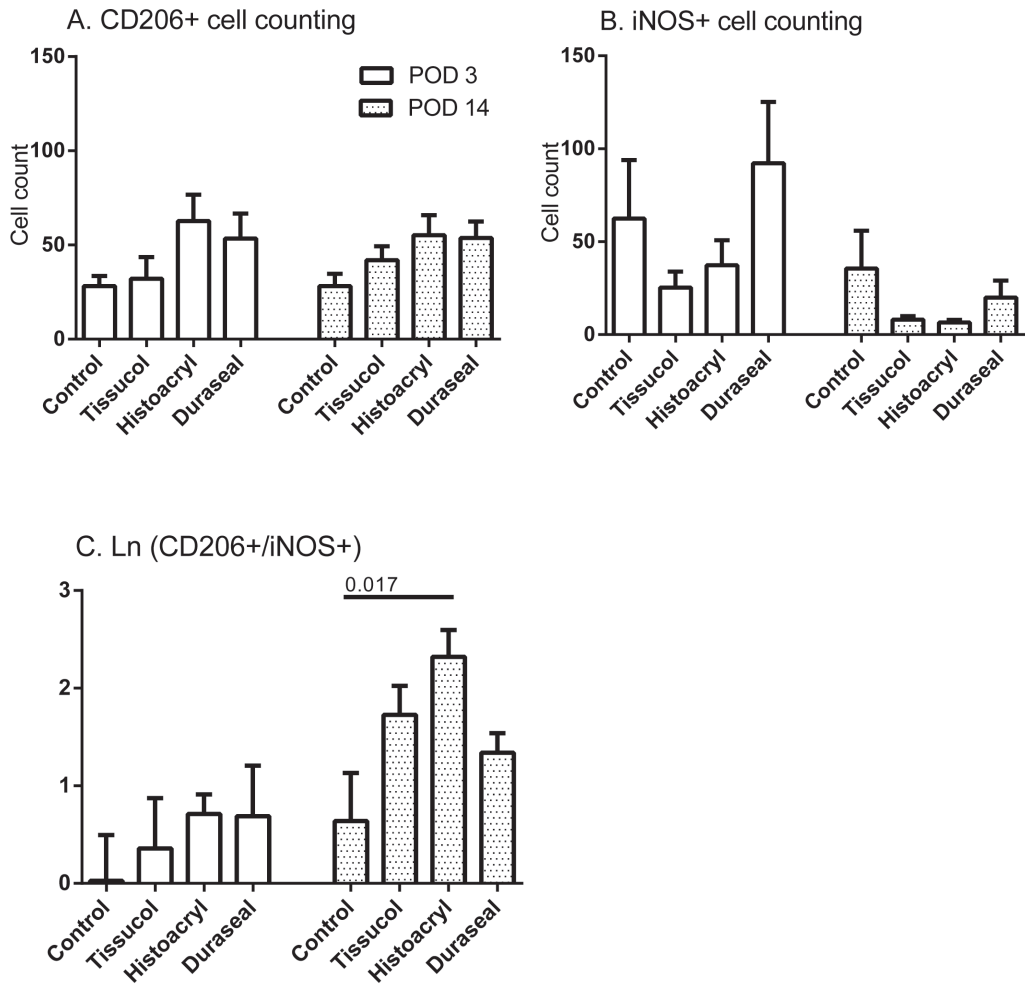 A. CD206+ cell counting
150
100
50
0
Cell count
POD 3
POD 14
Control
Tissucol
Histoacryl
Duraseal
Control
Tissucol
Histoacryl
Duraseal
B. iNOS+ cell counting
150
100
50
0
Cell count
Control
Tissucol
Histoacryl
Duraseal
Control
Tissucol
Histoacryl
Duraseal
C. Ln (CD206+/iNOS+)
3
2
1
0
0.017
Control
Tissucol
Histoacryl
Duraseal
Control
Tissucol
Histoacryl
Duraseal